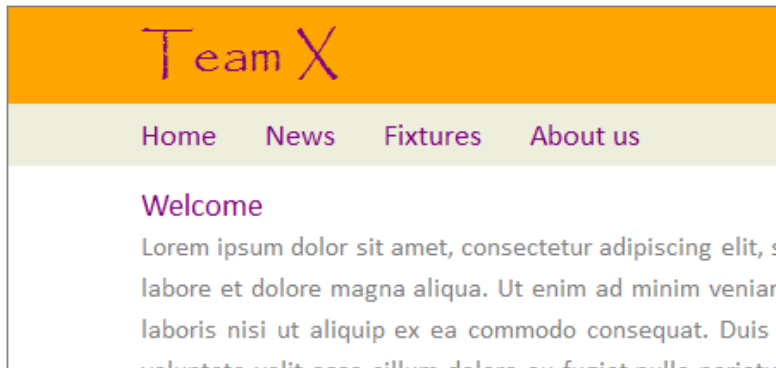 Team X
Home News Fixtures About us
Welcome
Lorem ipsum dolor sit amet, consectetur adipiscing elit,
labore et dolore magna aliqua. Ut enim ad minim veniam
laboris nisi ut aliquip ex ea commodo consequat. Duis